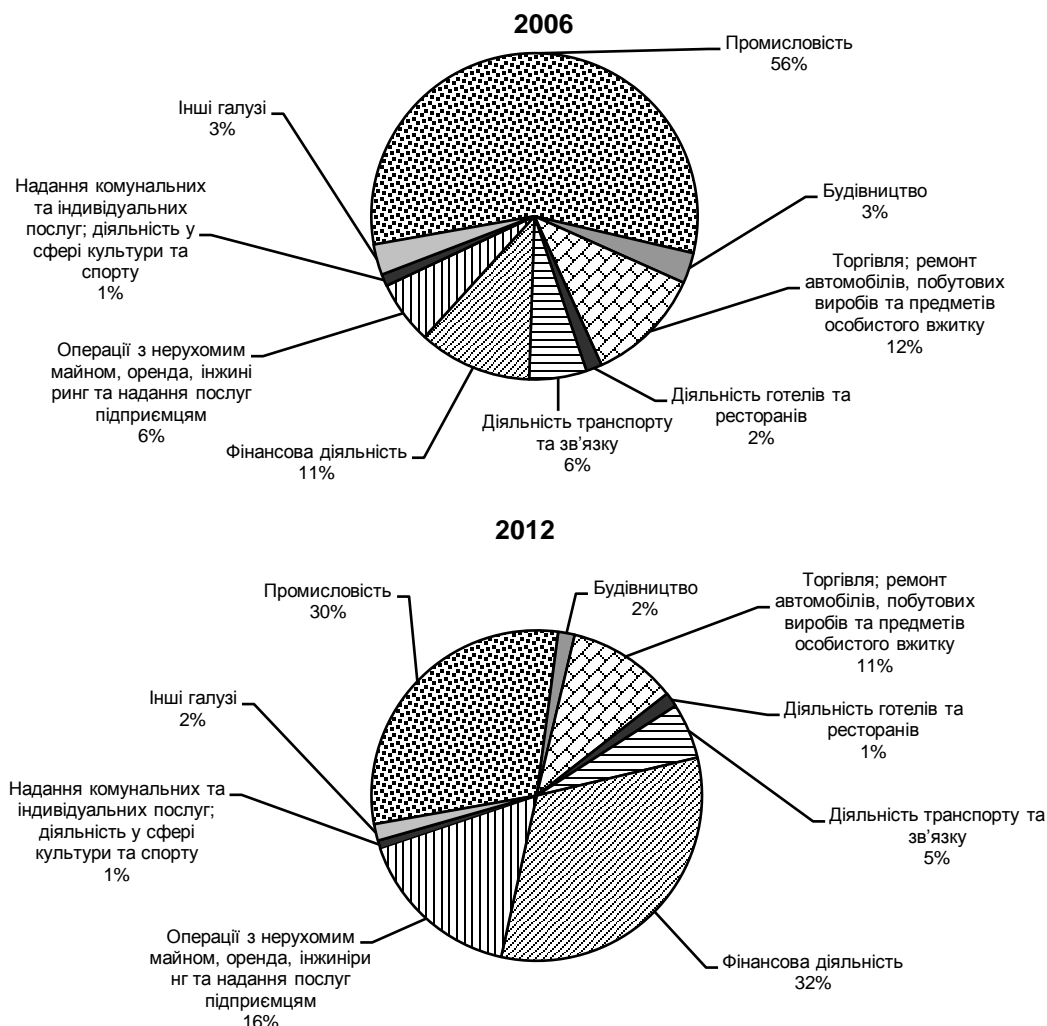 2006
Промисловість
56%
Інші галузі
3%
Надання комунальних
та індивідуальних
послуг; діяльність у
сфері культури та
спорту
1%
Будівництво
3%
Торгівля; ремонт
автомобілів, побутових
виробів та предметів
особистого вжитку
12%
Операції з нерухомим
майном, оренда, інжині
ринг та надання послуг
підприємцям
6%
Фінансова діяльність
11%
Діяльність транспорту
та зв'язку
6%
Діяльність готелів та
ресторанів
2%
2012
Промисловість
30%
Будівництво
2%
Торгівля; ремонт
автомобілів, побутових
виробів та предметів
особистого вжитку
11%
Інші галузі
2%
Діяльність готелів та
ресторанів
1%
Надання комунальних та
індивідуальних послуг;
діяльність у сфері
культури та спорту
1%
Діяльність транспорту та
зв'язку
5%
Операції з нерухомим
майном, оренда, інжиніри
нг та надання послуг
підприємцям
16%
Фінансова діяльність
32%